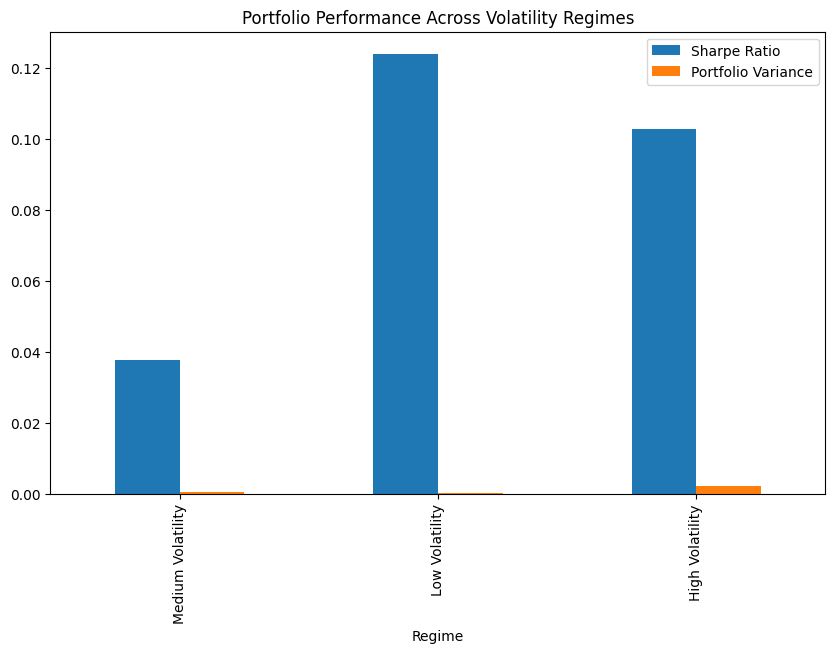 Portfolio Performance Across Volatility Regimes
Sharpe Ratio
Portfolio Variance
0.12
0.10
0.08
0.06
0.04
0.02
0.00
Medium Volatility
Low Volatility
High Volatility
Regime